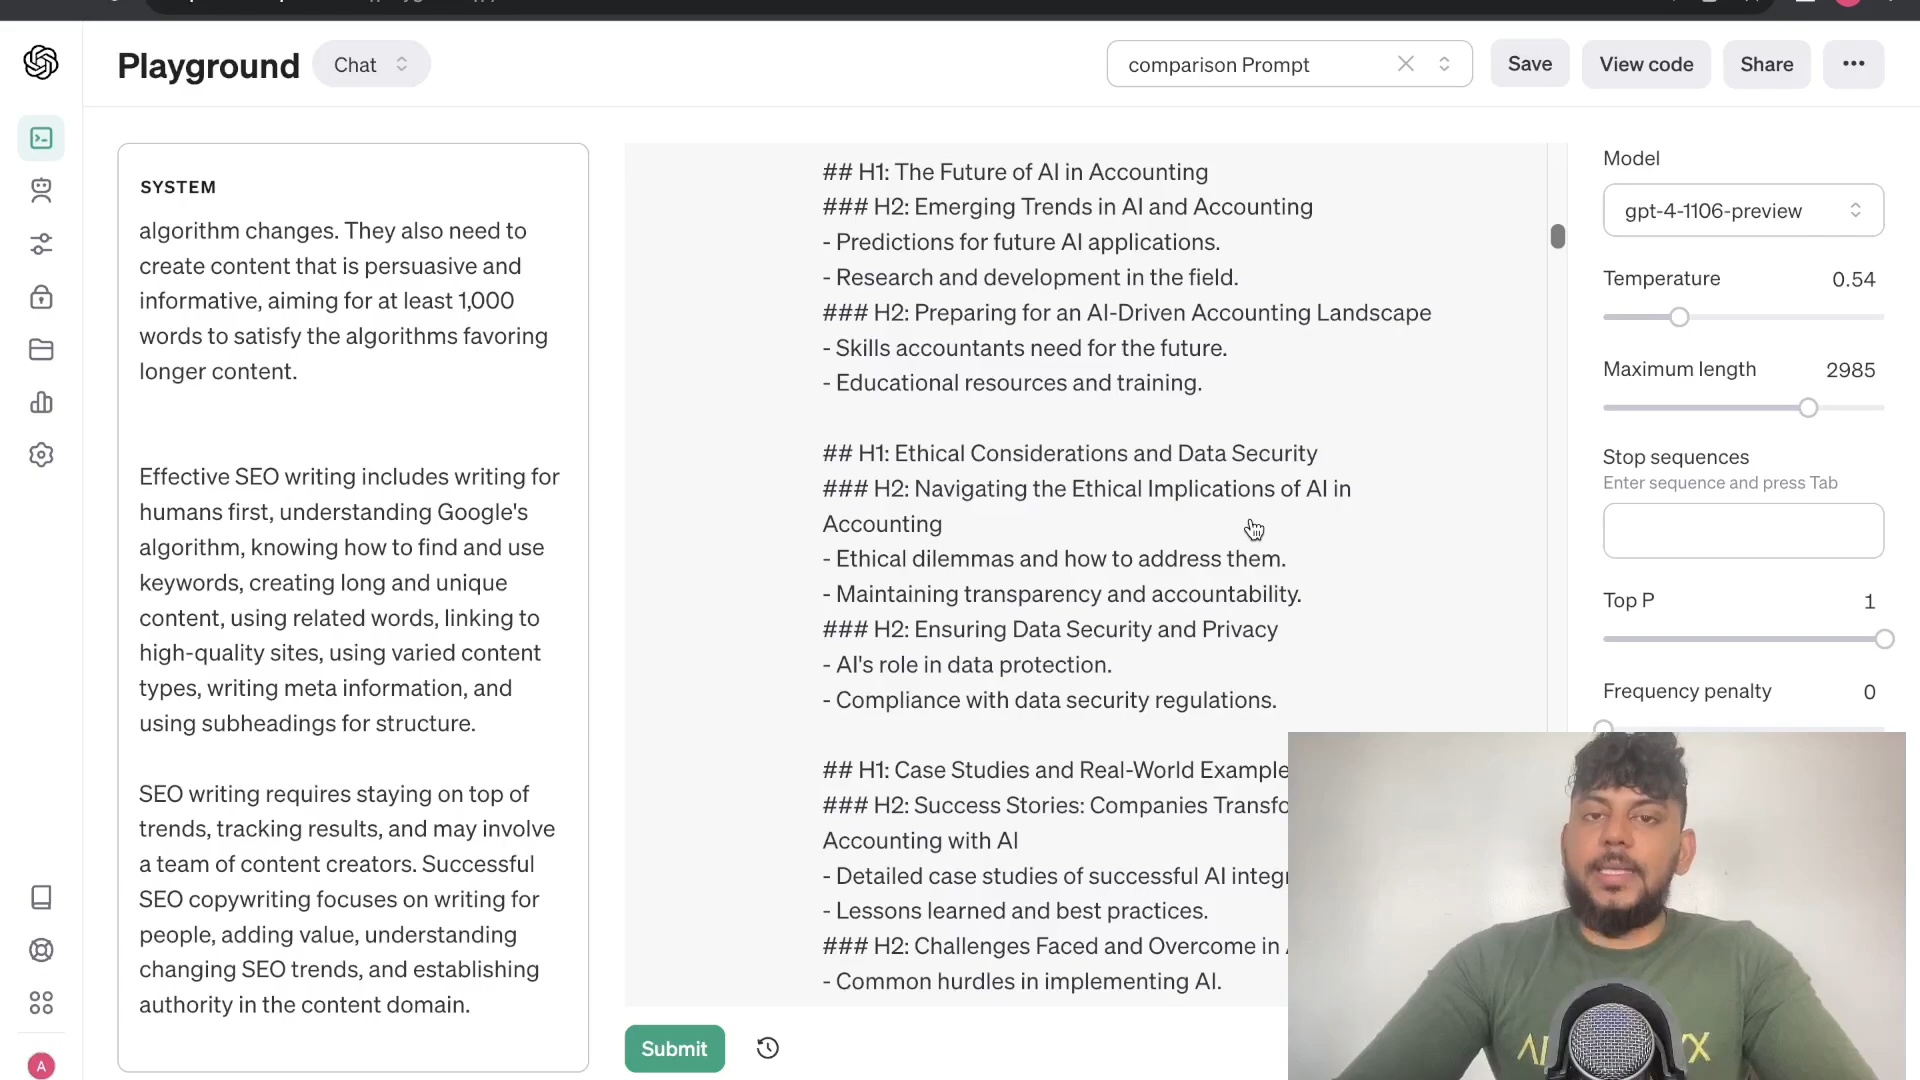 Playground
Chat
comparison Prompt
Save
View code
Share
•••
SYSTEM
algorithm changes. They also need to
create content that is persuasive and
informative, aiming for at least 1,000
words to satisfy the algorithms favoring
longer content.
Effective SEO writing includes writing for
humans first, understanding Google's
algorithm, knowing how to find and use
keywords, creating long and unique
content, using related words, linking to
high-quality sites, using varied content
types, writing meta information, and
using subheadings for structure.
SEO writing requires staying on top of
trends, tracking results, and may involve
a team of content creators. Successful
SEO copywriting focuses on writing for
people, adding value, understanding
changing SEO trends, and establishing
authority in the content domain.
## H1: The Future of AI in Accounting
### H2: Emerging Trends in AI and Accounting
- Predictions for future AI applications.
- Research and development in the field.
### H2: Preparing for an AI-Driven Accounting Landscape
- Skills accountants need for the future.
- Educational resources and training.
## H1: Ethical Considerations and Data Security
### H2: Navigating the Ethical Implications of AI in
Accounting
- Ethical dilemmas and how to address them.
- Maintaining transparency and accountability.
### H2: Ensuring Data Security and Privacy
- AI's role in data protection.
- Compliance with data security regulations.
## H1: Case Studies and Real-World Example
### H2: Success Stories: Companies Transfo
Accounting with AI
- Detailed case studies of successful AI integr
- Lessons learned and best practices.
### H2: Challenges Faced and Overcome in
- Common hurdles in implementing AI.
Submit
Model
gpt-4-1106-preview
Temperature 0.54
Maximum length 2985
Stop sequences
Enter sequence and press Tab
Top P 1
Frequency penalty 0
A